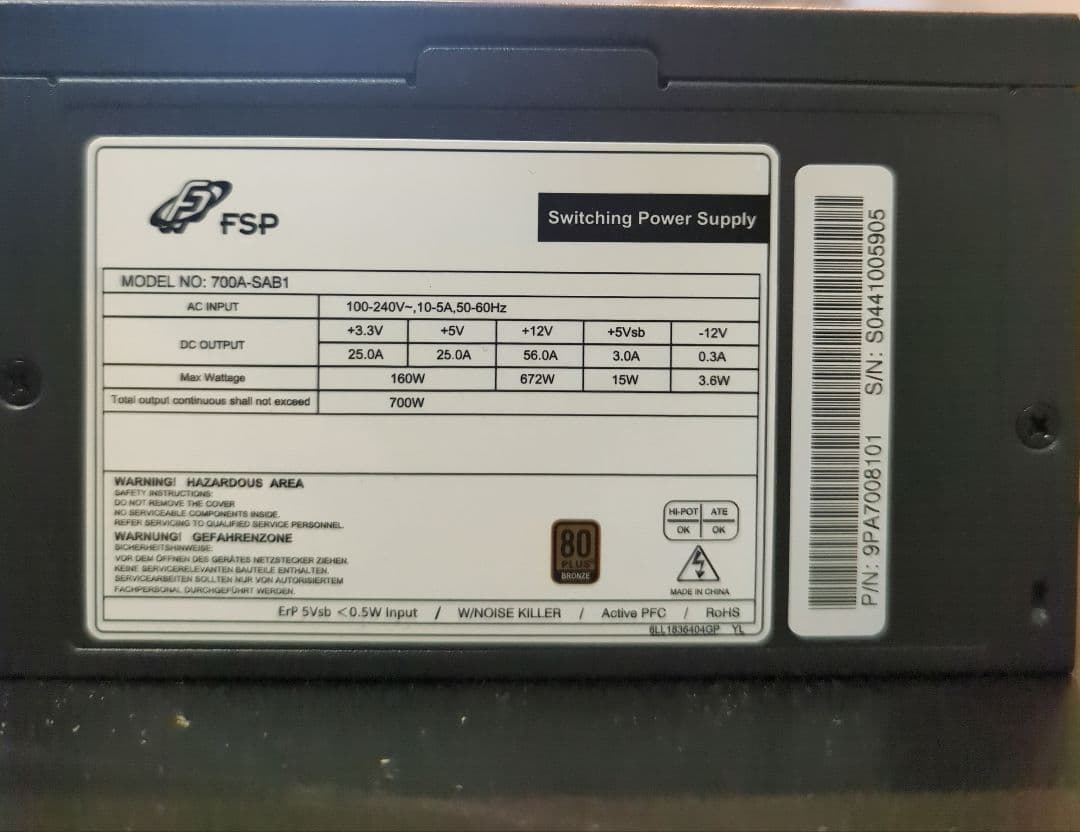 FSP
Switching Power Supply
MODEL NO: 700A-SAB1
AC INPUT 100-240V~,10-5A,50-60Hz
DC OUTPUT +3.3V +5V +12V +5Vsb -12V
25.0A 25.0A 56.0A 3.0A 0.3A
Max Wattage 160W 672W 15W 3.6W
Total output continuous shall not exceed 700W
WARNING! HAZARDOUS AREA
SAFETY INSTRUCTIONS:
DO NOT REMOVE THE COVER
NO SERVICEABLE COMPONENTS INSIDE.
REFER SERVICING TO QUALIFIED SERVICE PERSONNEL.
WARNUNG! GEFAHRENZONE
SICHERHEITSHINWEISE:
VOR DEM ÖFFNEN DES GERÄTES NETZSTECKER ZIEHEN.
KEINE SERVICERELEVANTEN BAUTEILE ENTHALTEN.
SERVICEARBEITEN SOLLTEN NUR VON AUTORISIERTEM
FACHPERSONAL DURCHGEFÜHRT WERDEN.
80
PLUS
BRONZE
HI-POT ATE
OK OK
MADE IN CHINA
ErP 5Vsb <0.5W Input / W/NOISE KILLER / Active PFC / RoHS
6LL1836404GP YL
P/N: 9PA7008101 S/N: S0441005905